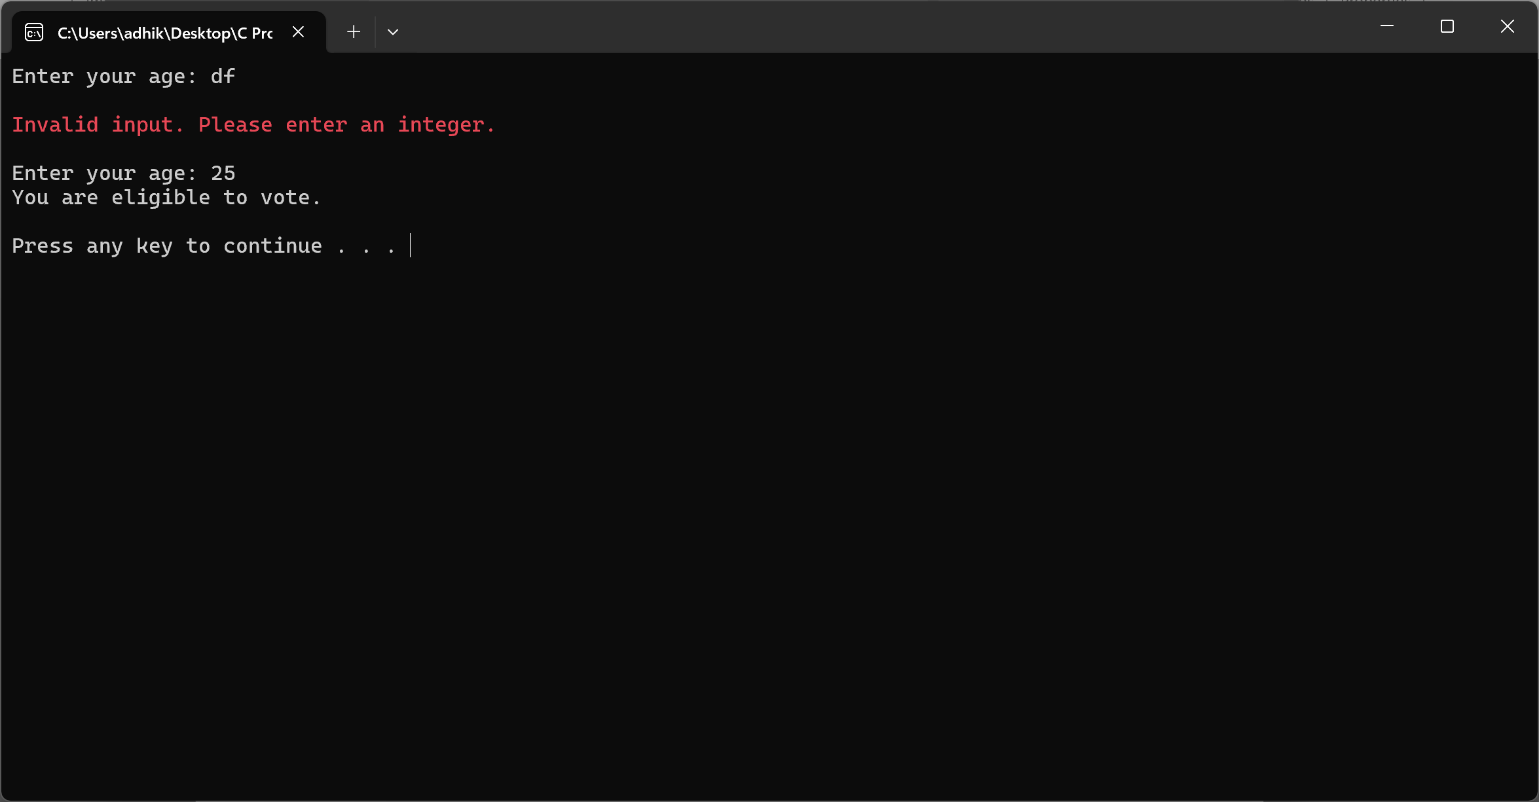 C:\Users\adhik\Desktop\C Prc
Enter your age: df
Invalid input. Please enter an integer.
Enter your age: 25
You are eligible to vote.
Press any key to continue . . .